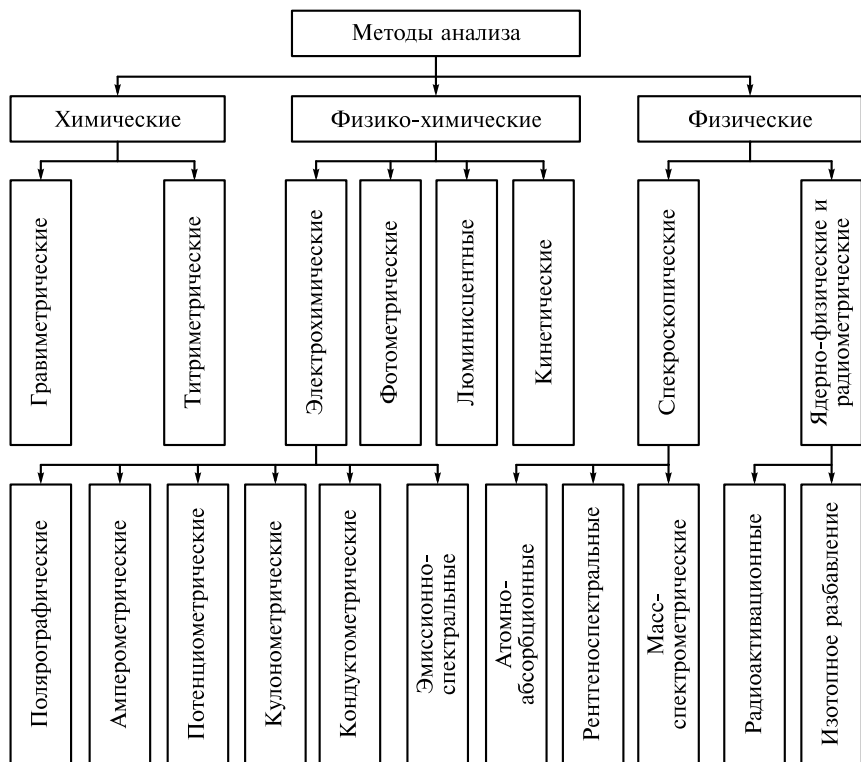 Методы анализа
Химические
Физико-химические
Физические
Гравиметрические
Титриметрические
Электрохимические
Фотометрические
Люминисцентные
Кинетические
Спекроскопические
Ядерно-физические и
радиометрические
Полярографические
Амперометрические
Потенциометрические
Кулонометрические
Кондуктометрические
Эмиссионно-
спектральные
Атомно-
абсорбционные
Рентгеноспектральные
Масс-
спектрометрические
Радиоактивационные
Изотопное разбавление